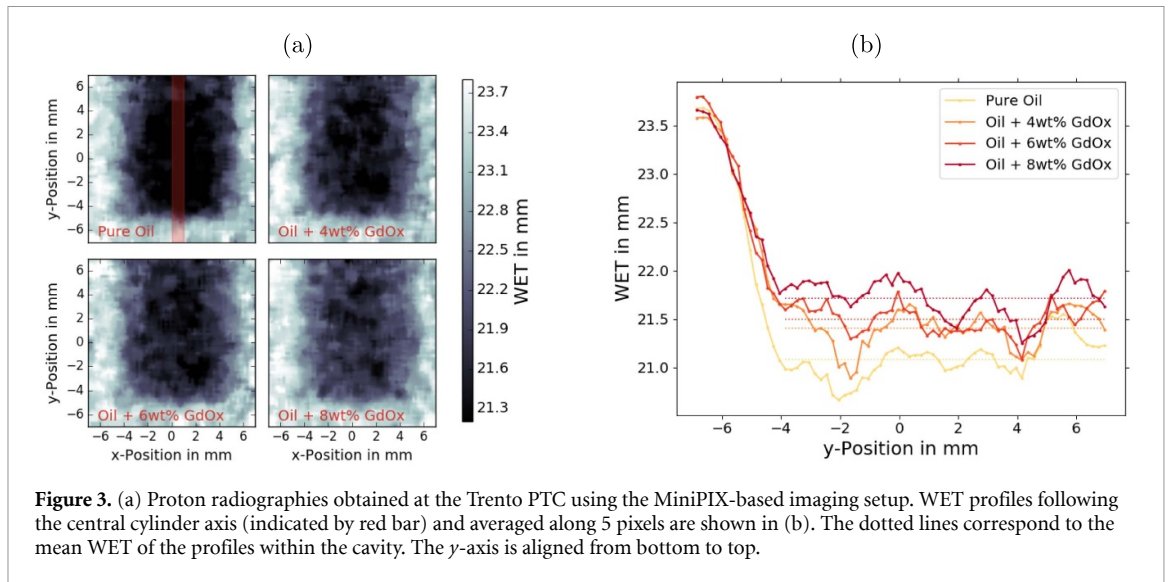 (a)
6
4
2
0
−2
−4
−6
y-Position in mm
Pure Oil
Oil + 4wt% GdOx
6
4
2
0
−2
−4
−6
y-Position in mm
Oil + 6wt% GdOx
Oil + 8wt% GdOx
−6 −4 −2 0 2 4 6
−6 −4 −2 0 2 4 6
x-Position in mm
x-Position in mm
23.7
23.4
23.1
22.8
22.5
22.2
21.9
21.6
21.3
WET in mm
(b)
Pure Oil
Oil + 4wt% GdOx
Oil + 6wt% GdOx
Oil + 8wt% GdOx
23.5
23.0
22.5
22.0
21.5
21.0
WET in mm
−6 −4 −2 0 2 4 6
y-Position in mm
Figure 3. (a) Proton radiographies obtained at the Trento PTC using the MiniPIX-based imaging setup. WET profiles following
the central cylinder axis (indicated by red bar) and averaged along 5 pixels are shown in (b). The dotted lines correspond to the
mean WET of the profiles within the cavity. The y-axis is aligned from bottom to top.